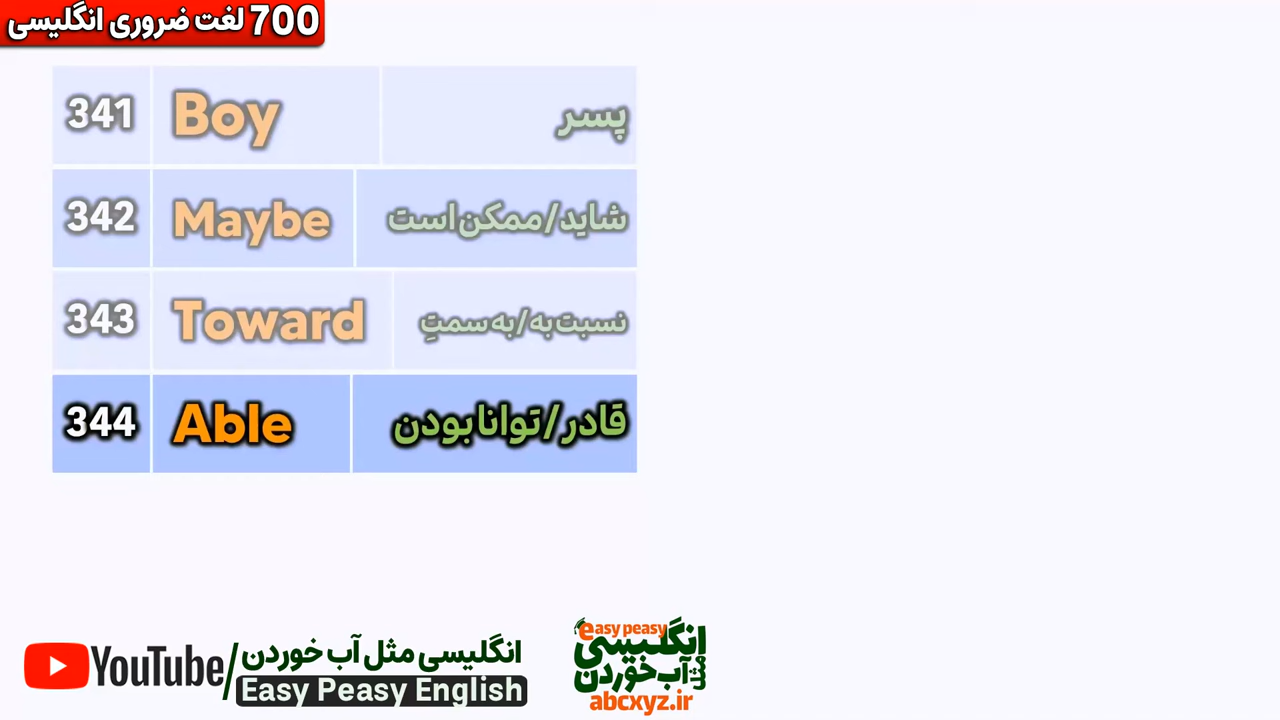 700 لغت ضروری انگلیسی
341 Boy پسر
342 Maybe شاید/ممکن است
343 Toward نسبت به/به سمتِ
344 Able قادر/توانا بودن
YouTube/انگلیسی مثل آب خوردن
Easy Peasy English
easy peasy
انگلیسی
مثل آب خوردن
abcxyz.ir